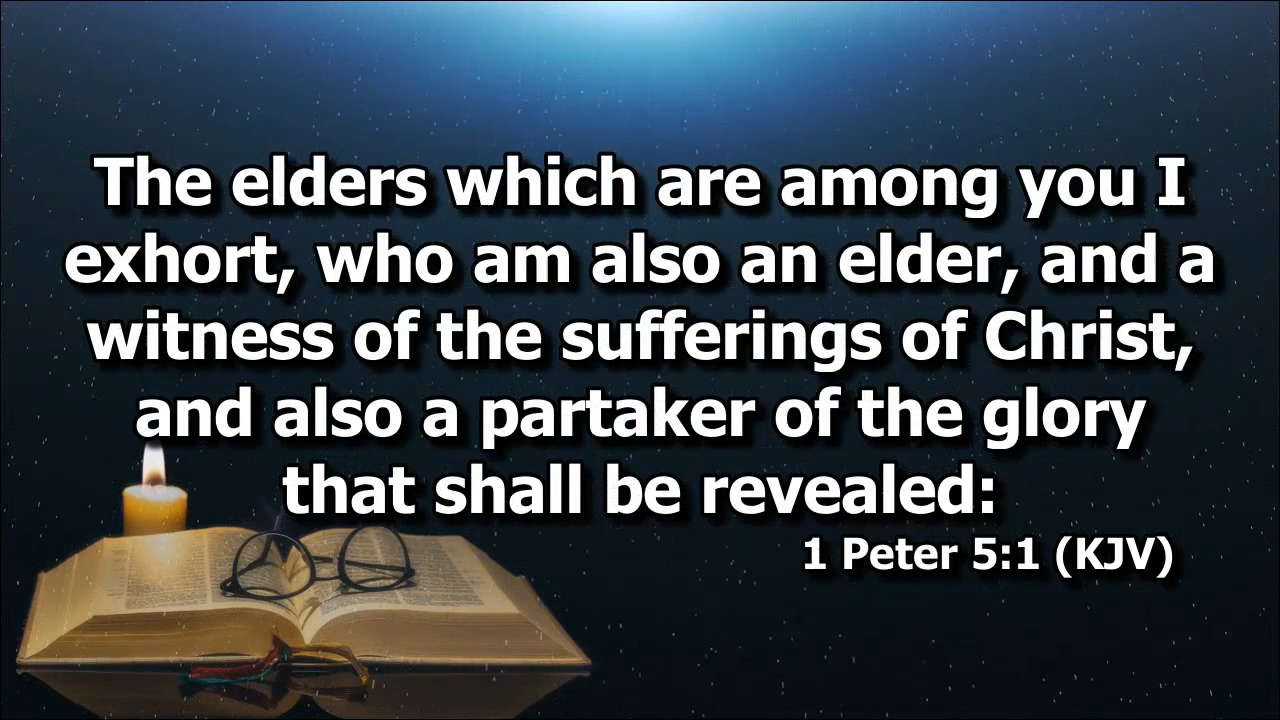 The elders which are among you I
exhort, who am also an elder, and a
witness of the sufferings of Christ,
and also a partaker of the glory
that shall be revealed:
1 Peter 5:1 (KJV)